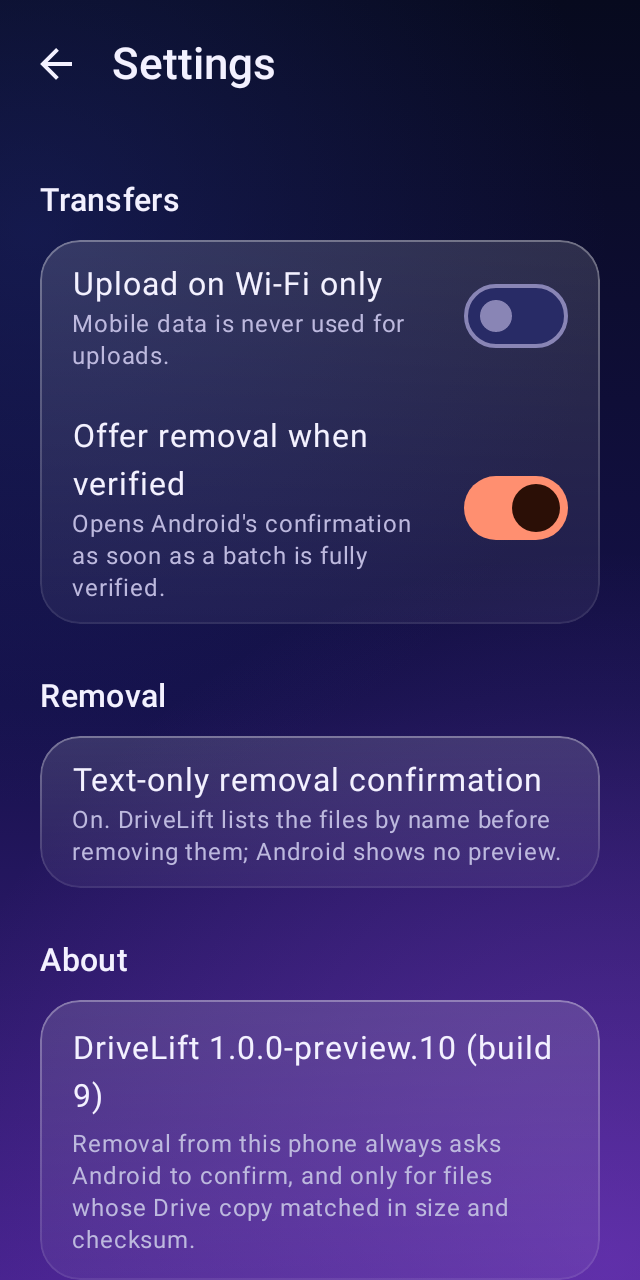 Settings
Transfers
Upload on Wi-Fi only
Mobile data is never used for
uploads.
Offer removal when
verified
Opens Android's confirmation
as soon as a batch is fully
verified.
Removal
Text-only removal confirmation
On. DriveLift lists the files by name before
removing them; Android shows no preview.
About
DriveLift 1.0.0-preview.10 (build
9)
Removal from this phone always asks
Android to confirm, and only for files
whose Drive copy matched in size and
checksum.